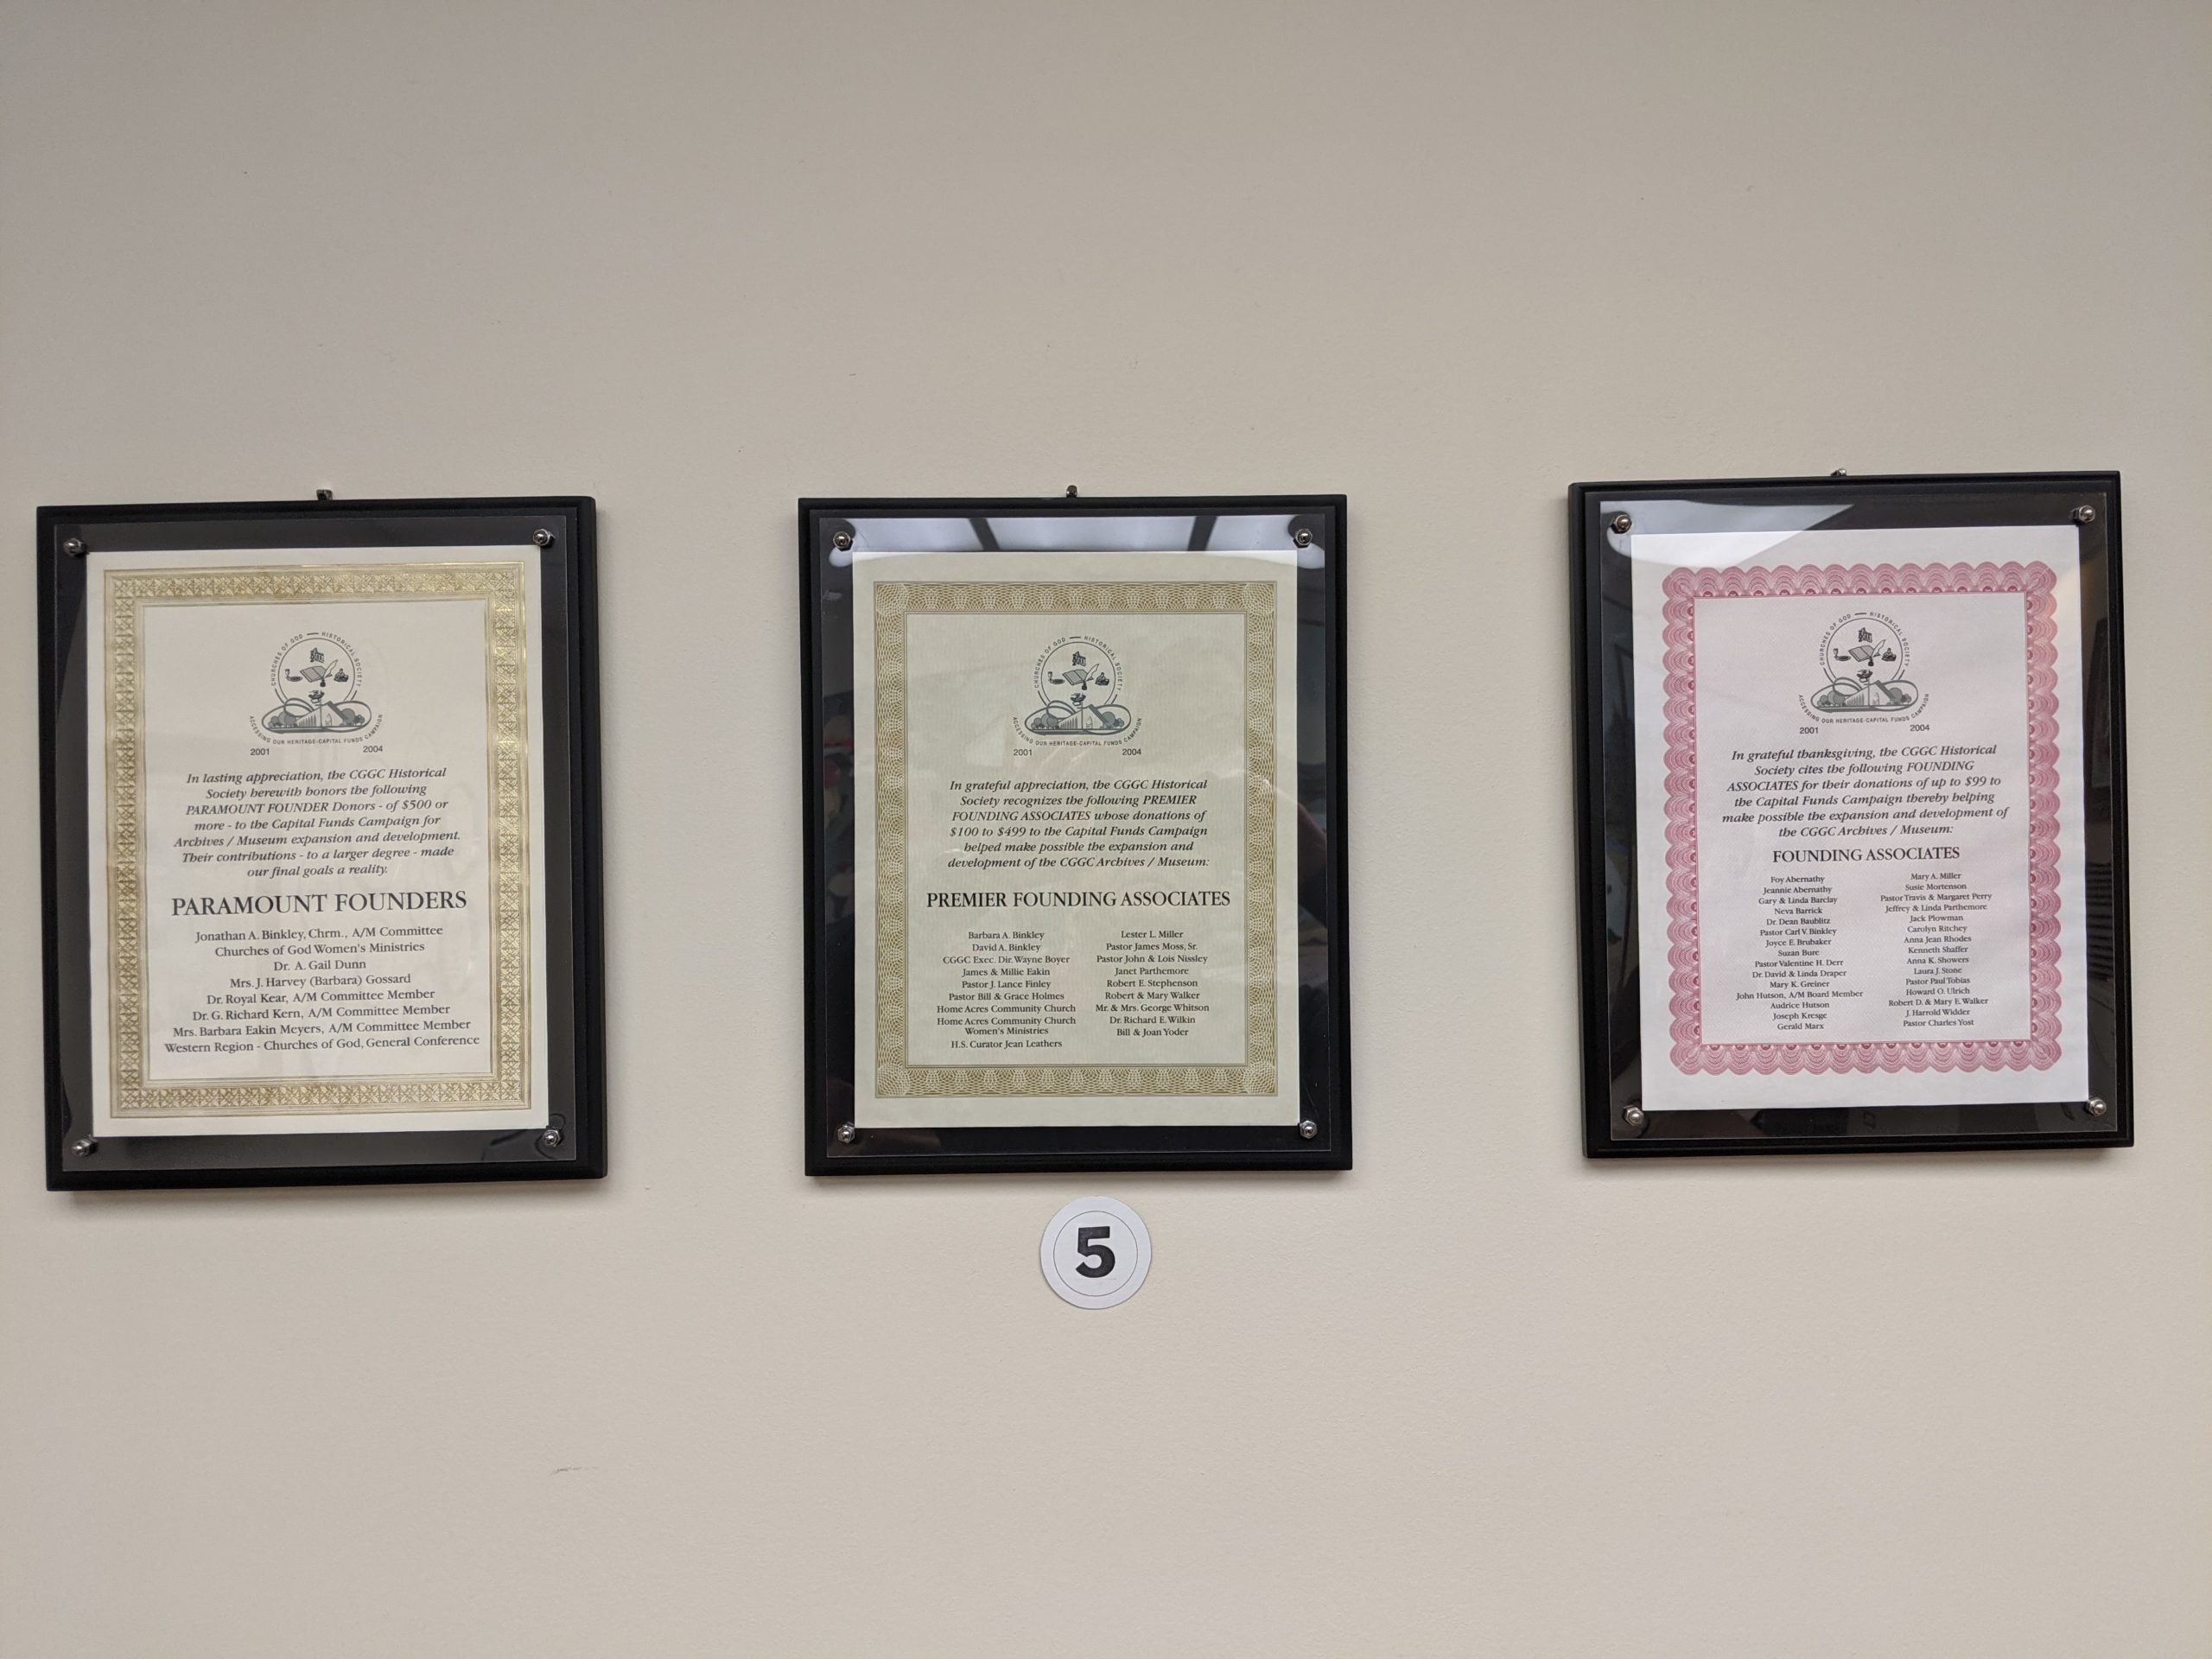 CHURCHES OF GOD — HISTORICAL SOCIETY
ACCESSING OUR HERITAGE-CAPITAL FUNDS CAMPAIGN
2001 2004
In lasting appreciation, the CGGC Historical
Society herewith honors the following
PARAMOUNT FOUNDER Donors - of $500 or
more - to the Capital Funds Campaign for
Archives / Museum expansion and development.
Their contributions - to a larger degree - made
our final goals a reality.
PARAMOUNT FOUNDERS
Jonathan A. Binkley, Chrm., A/M Committee
Churches of God Women's Ministries
Dr. A. Gail Dunn
Mrs. J. Harvey (Barbara) Gossard
Dr. Royal Kear, A/M Committee Member
Dr. G. Richard Kern, A/M Committee Member
Mrs. Barbara Eakin Meyers, A/M Committee Member
Western Region - Churches of God, General Conference
CHURCHES OF GOD — HISTORICAL SOCIETY
ACCESSING OUR HERITAGE-CAPITAL FUNDS CAMPAIGN
2001 2004
In grateful appreciation, the CGGC Historical
Society recognizes the following PREMIER
FOUNDING ASSOCIATES whose donations of
$100 to $499 to the Capital Funds Campaign
helped make possible the expansion and
development of the CGGC Archives / Museum:
PREMIER FOUNDING ASSOCIATES
Barbara A. Binkley
David A. Binkley
CGGC Exec. Dir. Wayne Boyer
James & Millie Eakin
Pastor J. Lance Finley
Pastor Bill & Grace Holmes
Home Acres Community Church
Home Acres Community Church
Women's Ministries
H.S. Curator Jean Leathers
Lester L. Miller
Pastor James Moss, Sr.
Pastor John & Lois Nissley
Janet Parthemore
Robert E. Stephenson
Robert & Mary Walker
Mr. & Mrs. George Whitson
Dr. Richard E. Wilkin
Bill & Joan Yoder
5
CHURCHES OF GOD — HISTORICAL SOCIETY
ACCESSING OUR HERITAGE-CAPITAL FUNDS CAMPAIGN
2001 2004
In grateful thanksgiving, the CGGC Historical
Society cites the following FOUNDING
ASSOCIATES for their donations of up to $99 to
the Capital Funds Campaign thereby helping
make possible the expansion and development of
the CGGC Archives / Museum:
FOUNDING ASSOCIATES
Foy Abernathy
Jeannie Abernathy
Gary & Linda Barclay
Neva Barrick
Dr. Dean Baublitz
Pastor Carl V. Binkley
Joyce E. Brubaker
Suzan Bure
Pastor Valentine H. Derr
Dr. David & Linda Draper
Mary K. Greiner
John Hutson, A/M Board Member
Audrice Hutson
Joseph Kresge
Gerald Marx
Mary A. Miller
Susie Mortenson
Pastor Travis & Margaret Perry
Jeffrey & Linda Parthemore
Jack Plowman
Carolyn Ritchey
Anna Jean Rhodes
Kenneth Shaffer
Anna K. Showers
Laura J. Stone
Pastor Paul Tobias
Howard O. Ulrich
Robert D. & Mary E. Walker
J. Harrold Widder
Pastor Charles Yost